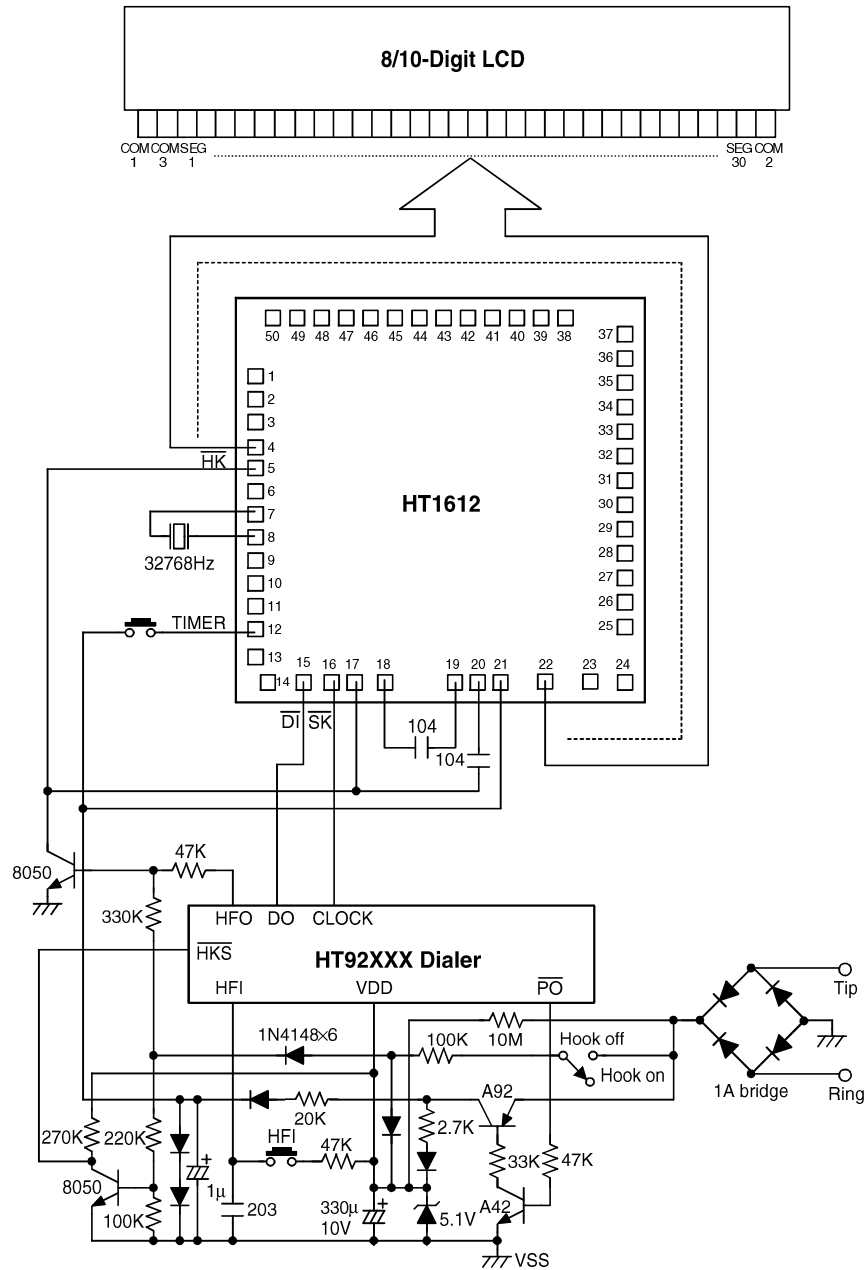 8/10-Digit LCD
COM COM SEG SEG COM
1 3 1 30 2
50 49 48 47 46 45 44 43 42 41 40 39 38
37
36
1
35
2
34
3
33
4
32
HK
5
31
6
HT1612
30
7
29
8
28
32768Hz
9
27
10
26
11
25
TIMER
12
13
14
15 16 17 18 19 20 21 22 23 24
DI SK
104
104
47K
8050
330K
HFO DO CLOCK
HKS
HT92XXX Dialer
HFI VDD PO
Tip
1N4148×6
100K
10M
Hook off
Hook on
1A bridge
Ring
A92
20K
2.7K
270K
220K
HFI
47K
33K
47K
8050
1µ
100K
203
330µ
10V
5.1V
A42
VSS